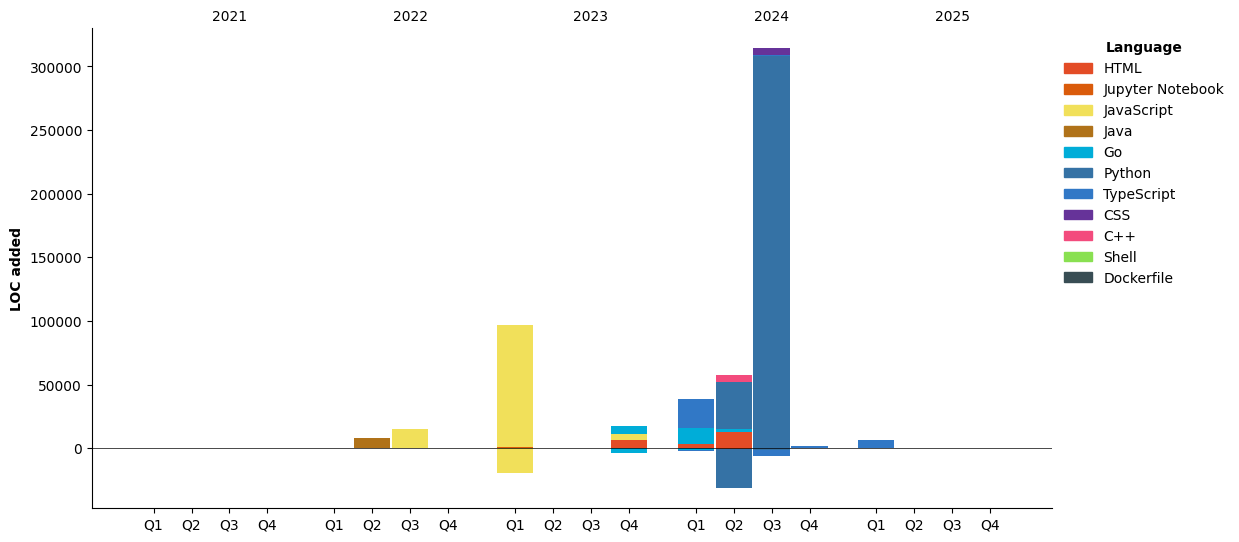 2021 2022 2023 2024 2025
LOC added
300000
250000
200000
150000
100000
50000
0
Q1 Q2 Q3 Q4 Q1 Q2 Q3 Q4 Q1 Q2 Q3 Q4 Q1 Q2 Q3 Q4 Q1 Q2 Q3 Q4
Language
HTML
Jupyter Notebook
JavaScript
Java
Go
Python
TypeScript
CSS
C++
Shell
Dockerfile